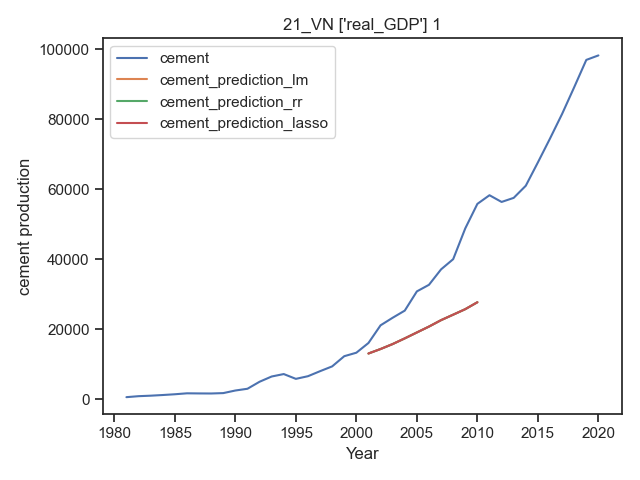 21_VN ['real_GDP'] 1
100000
80000
60000
40000
20000
0
cement production
cement
cement_prediction_lm
cement_prediction_rr
cement_prediction_lasso
1980 1985 1990 1995 2000 2005 2010 2015 2020
Year